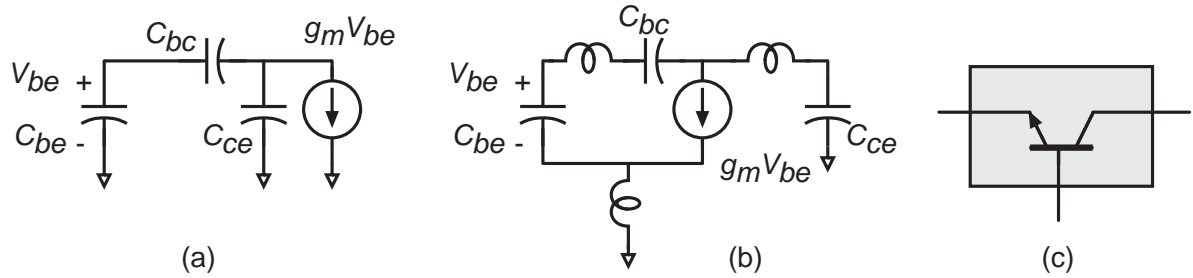 C_bc
g_mV_be
V_be +
C_be -
C_ce
(a)
C_bc
V_be +
C_be -
g_mV_be
C_ce
(b)
(c)